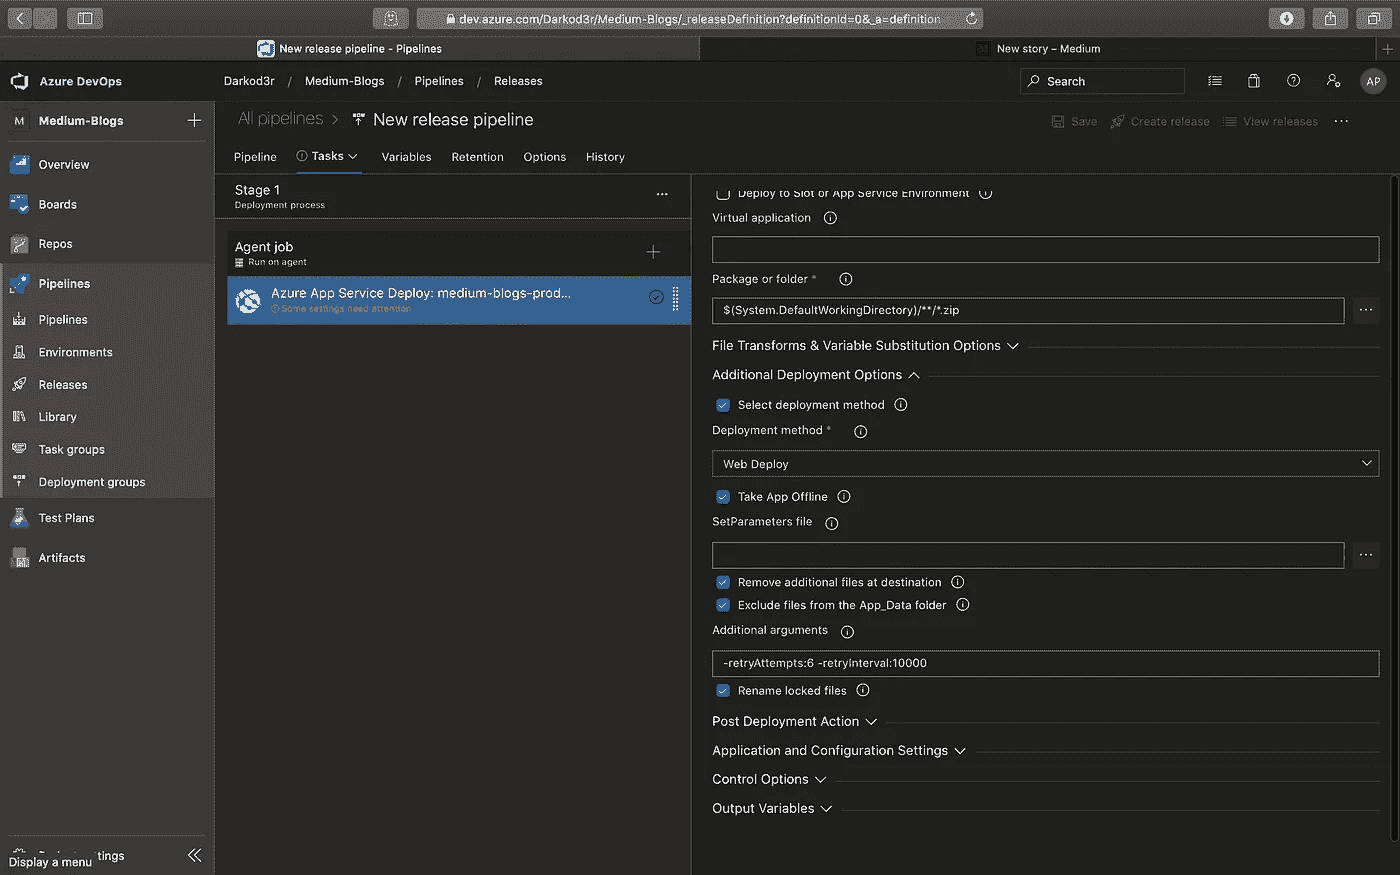 dev.azure.com/Darkod3r/Medium-Blogs/_releaseDefinition?definitionId=0&_a=definition
New release pipeline - Pipelines
New story – Medium
Azure DevOps
Darkod3r / Medium-Blogs / Pipelines / Releases
Search
AP
M Medium-Blogs
All pipelines > New release pipeline
Save
Create release
View releases
Overview
Boards
Repos
Pipelines
Pipelines
Environments
Releases
Library
Task groups
Deployment groups
Test Plans
Artifacts
tings
Display a menu
Pipeline
Tasks
Variables
Retention
Options
History
Stage 1
Deployment process
Agent job
Run on agent
Azure App Service Deploy: medium-blogs-prod...
Some settings need attention
Deploy to Slot or App Service Environment
Virtual application
Package or folder *
$(System.DefaultWorkingDirectory)/**/*.zip
File Transforms & Variable Substitution Options
Additional Deployment Options
Select deployment method
Deployment method *
Web Deploy
Take App Offline
SetParameters file
Remove additional files at destination
Exclude files from the App_Data folder
Additional arguments
-retryAttempts:6 -retryInterval:10000
Rename locked files
Post Deployment Action
Application and Configuration Settings
Control Options
Output Variables